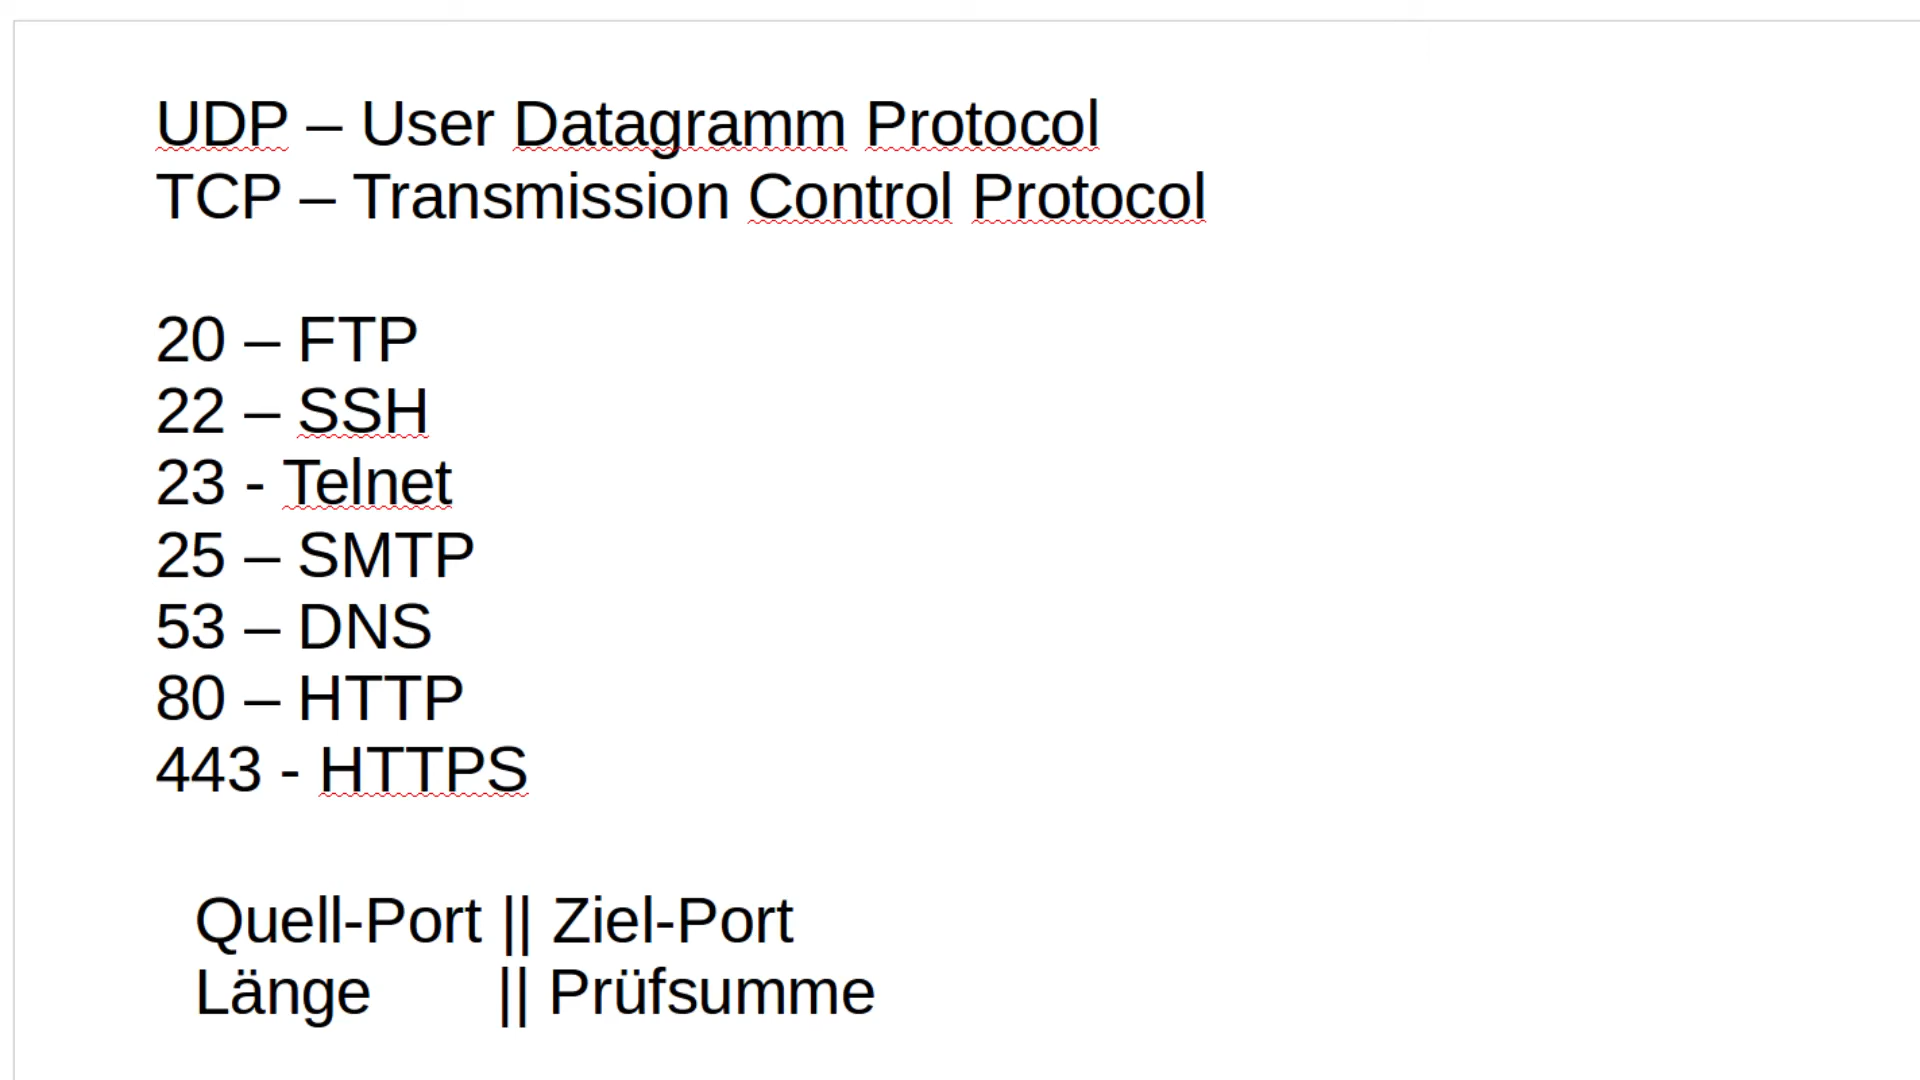 UDP – User Datagramm Protocol
TCP – Transmission Control Protocol
20 – FTP
22 – SSH
23 - Telnet
25 – SMTP
53 – DNS
80 – HTTP
443 - HTTPS
Quell-Port || Ziel-Port
Länge || Prüfsumme